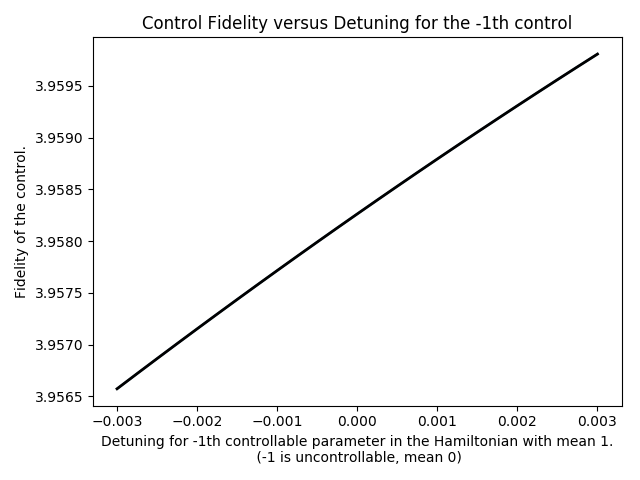 Control Fidelity versus Detuning for the -1th control
Fidelity of the control.
3.9595
3.9590
3.9585
3.9580
3.9575
3.9570
3.9565
−0.003 −0.002 −0.001 0.000 0.001 0.002 0.003
Detuning for -1th controllable parameter in the Hamiltonian with mean 1.
(-1 is uncontrollable, mean 0)